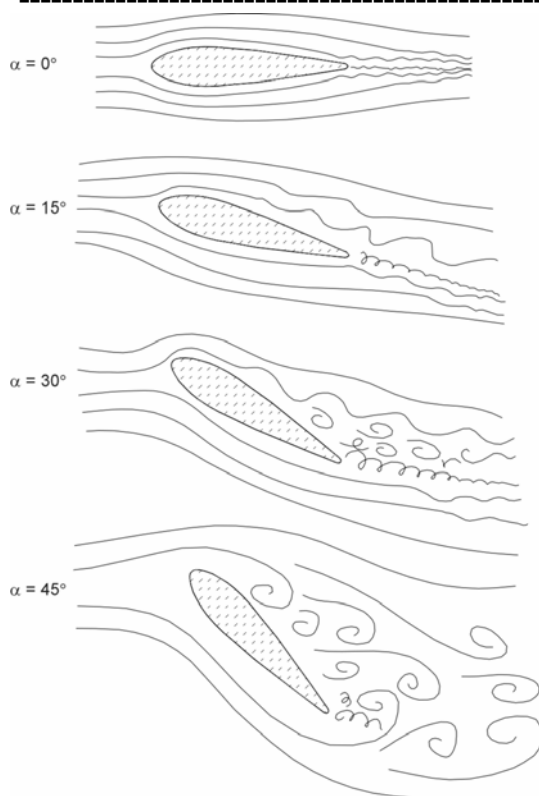 α = 0°
α = 15°
α = 30°
α = 45°